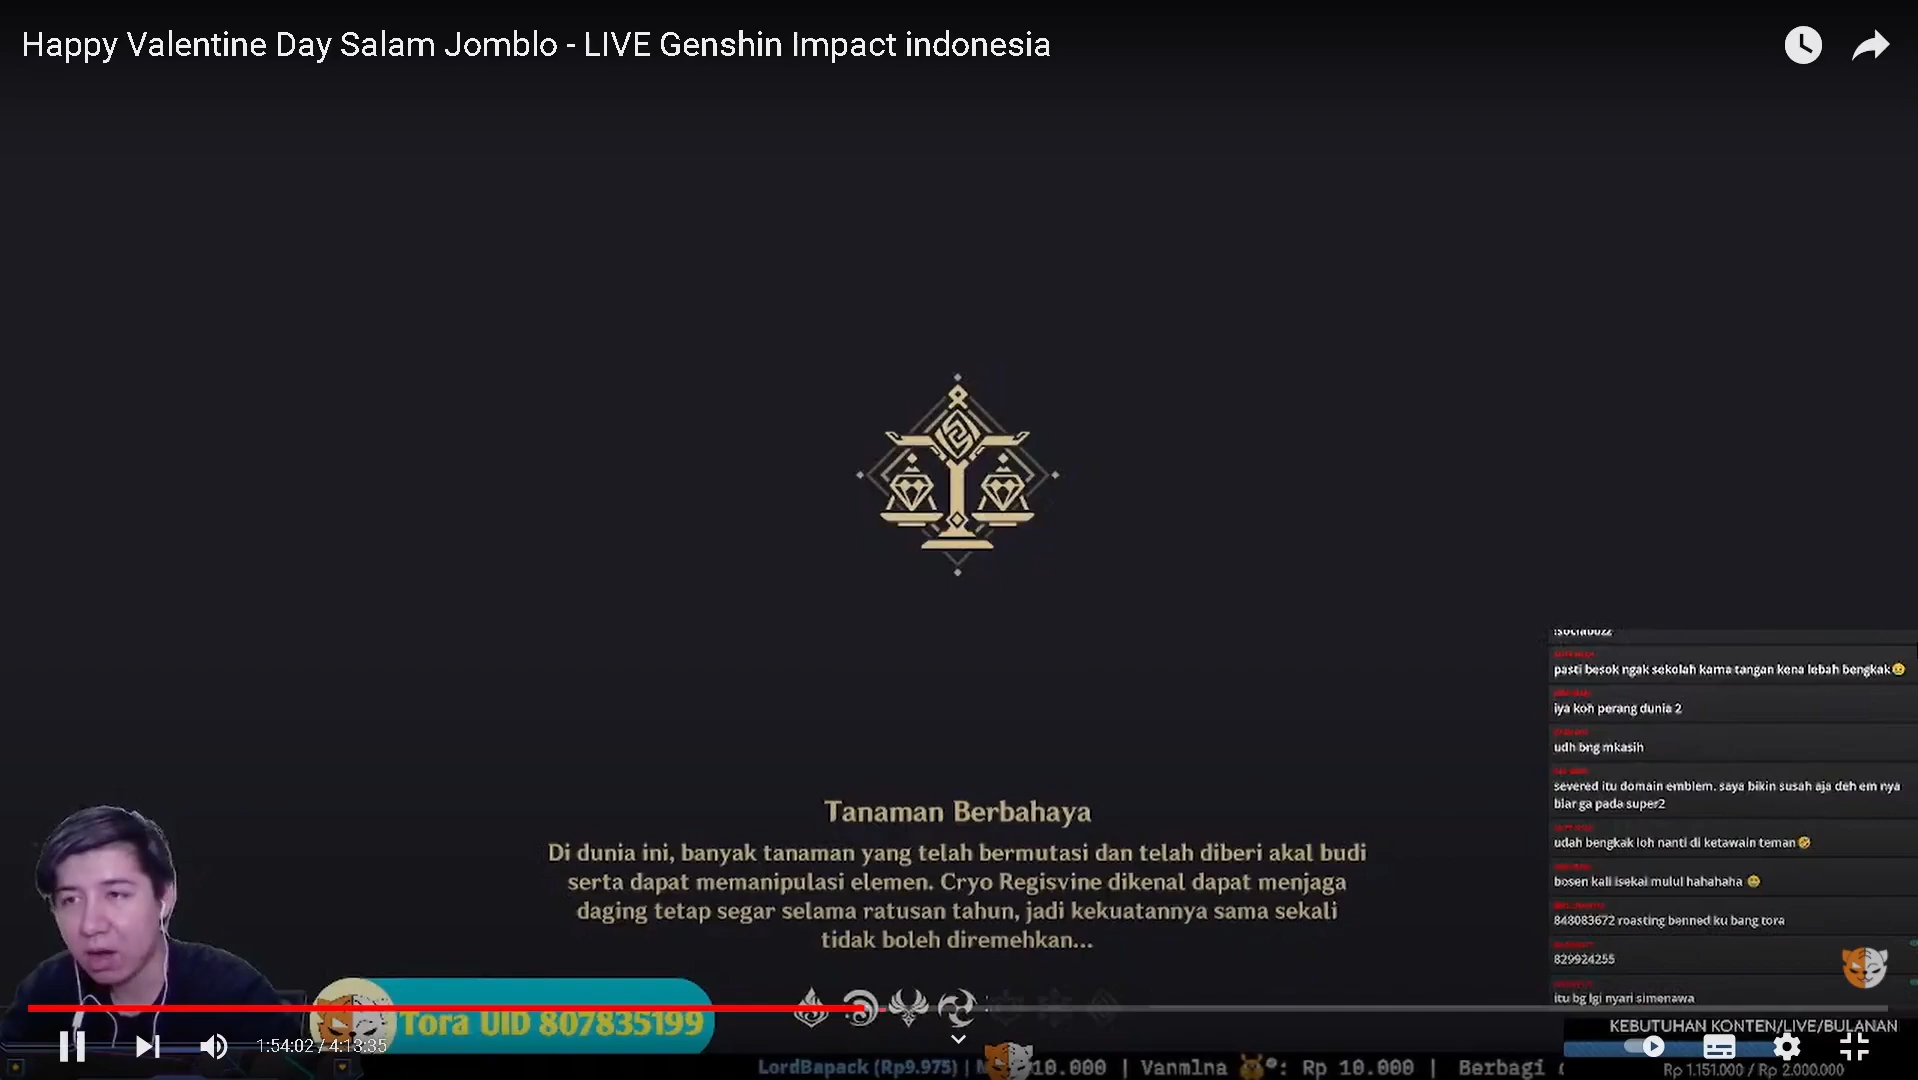 Happy Valentine Day Salam Jomblo - LIVE Genshin Impact indonesia
pasti besok ngak sekolah karna tangan kena lebah bengkak
iya koh perang dunia 2
udh bng mkasih
severed itu domain emblem. saya bikin susah aja deh em nya
biar ga pada super2
udah bengkak loh nanti di ketawain teman
bosen kali isekai mulul hahahaha
848083672 roasting benned ku bang tora
829924255
itu bg lgi nyari simenawa
Tanaman Berbahaya
Di dunia ini, banyak tanaman yang telah bermutasi dan telah diberi akal budi
serta dapat memanipulasi elemen. Cryo Regisvine dikenal dapat menjaga
daging tetap segar selama ratusan tahun, jadi kekuatannya sama sekali
tidak boleh diremehkan...
Tora UID 807835199
1:54:02 / 4:13:35
KEBUTUHAN KONTEN/LIVE/BULANAN
Rp 1.151.000 / Rp 2.000.000
LordBapack (Rp9.975) | 10.000 | Vanmlna : Rp 10.000 | Berbagi